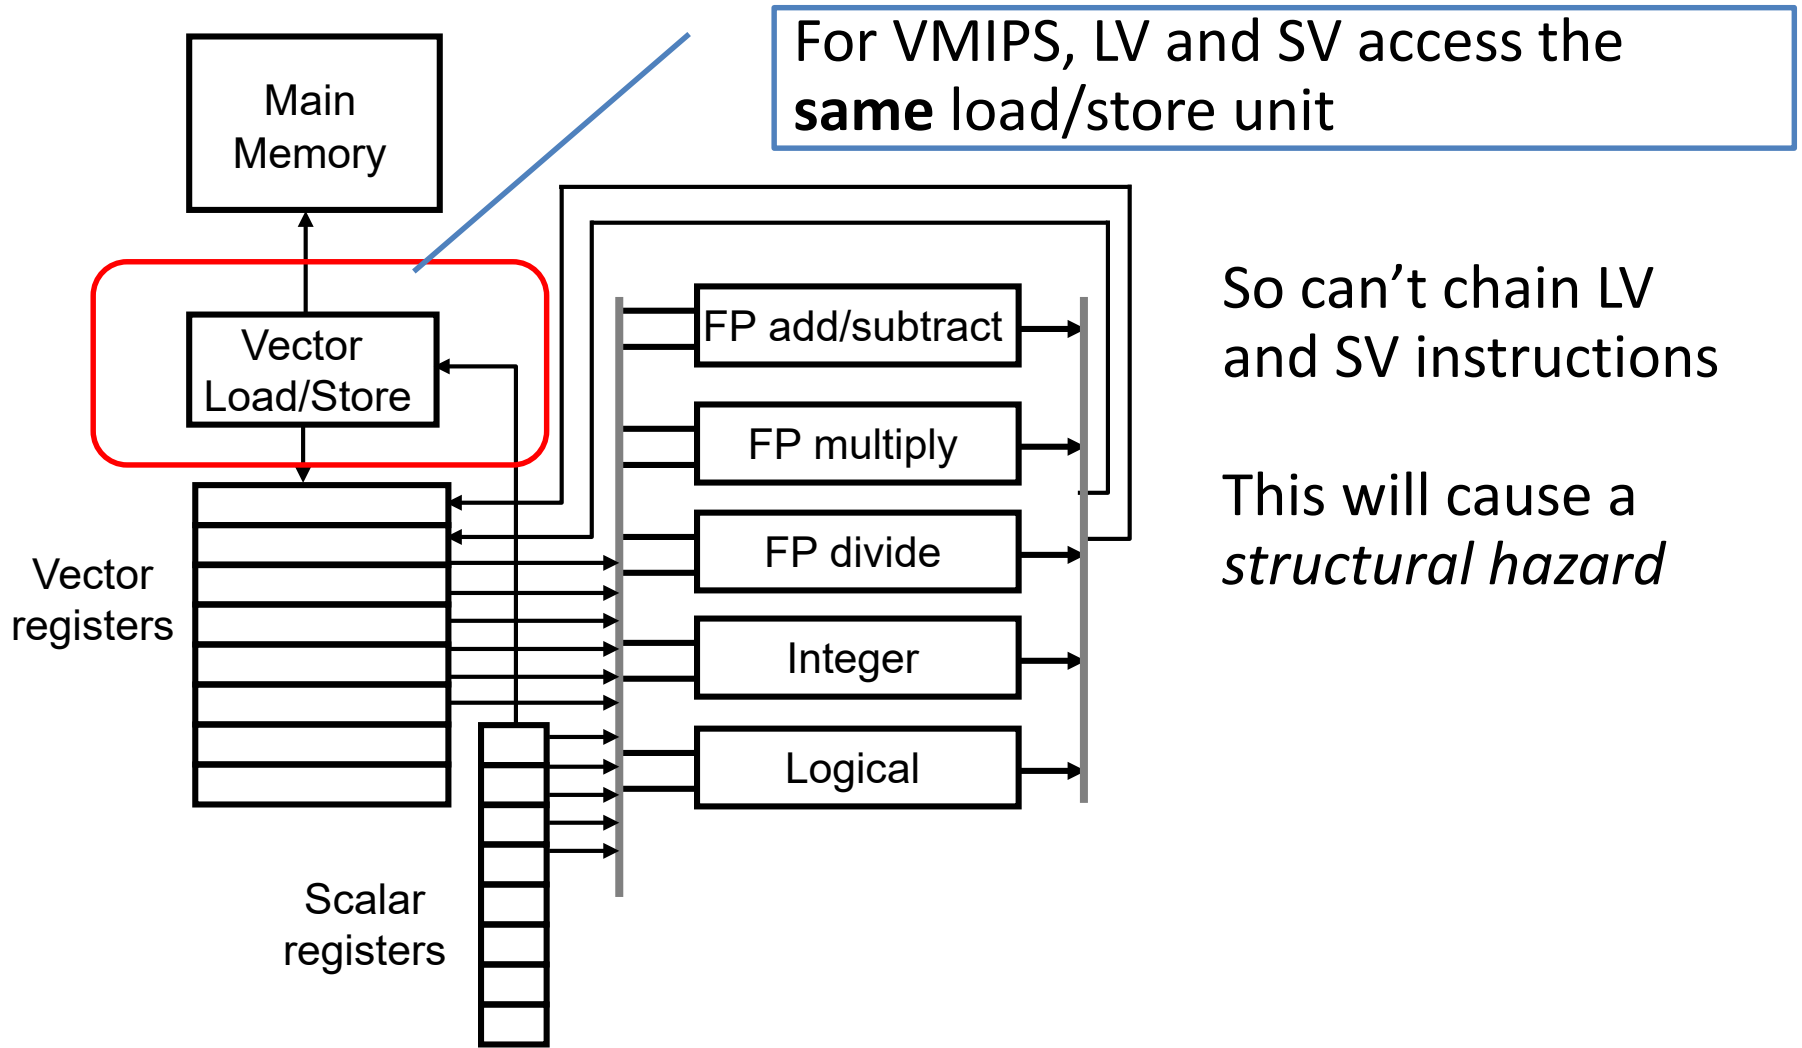 For VMIPS, LV and SV access the
same load/store unit
Main
Memory
Vector
Load/Store
FP add/subtract
FP multiply
FP divide
Integer
Logical
Vector
registers
Scalar
registers
So can’t chain LV
and SV instructions
This will cause a
structural hazard